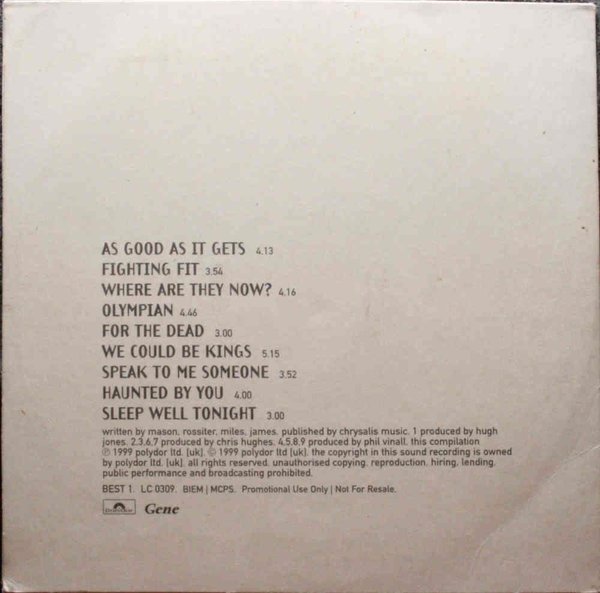 AS GOOD AS IT GETS 4.13
FIGHTING FIT 3.54
WHERE ARE THEY NOW? 4.16
OLYMPIAN 4.46
FOR THE DEAD 3.00
WE COULD BE KINGS 5.15
SPEAK TO ME SOMEONE 3.52
HAUNTED BY YOU 4.00
SLEEP WELL TONIGHT 3.00
written by mason, rossiter, miles, james. published by chrysalis music. 1 produced by hugh
jones. 2.3.6,7 produced by chris hughes. 4.5.8.9 produced by phil vinall. this compilation
℗ 1999 polydor ltd. [uk]. © 1999 polydor ltd [uk]. the copyright in this sound recording is owned
by polydor ltd. [uk]. all rights reserved. unauthorised copying, reproduction, hiring, lending,
public performance and broadcasting prohibited.
BEST 1. LC 0309. BIEM | MCPS. Promotional Use Only | Not For Resale.
polydor Gene